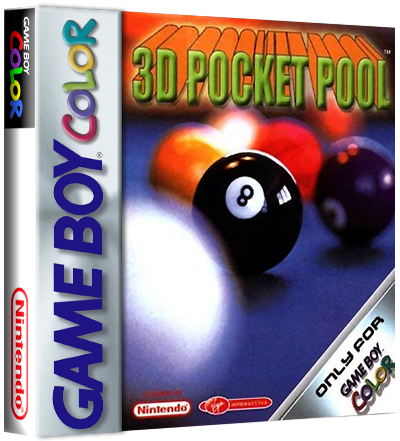 GAME BOY
COLOR
Nintendo
GAME BOY
COLOR
3D POCKET POOL
TM
8
ONLY FOR
GAME BOY
COLOR
Nintendo
Virgin
INTERACTIVE